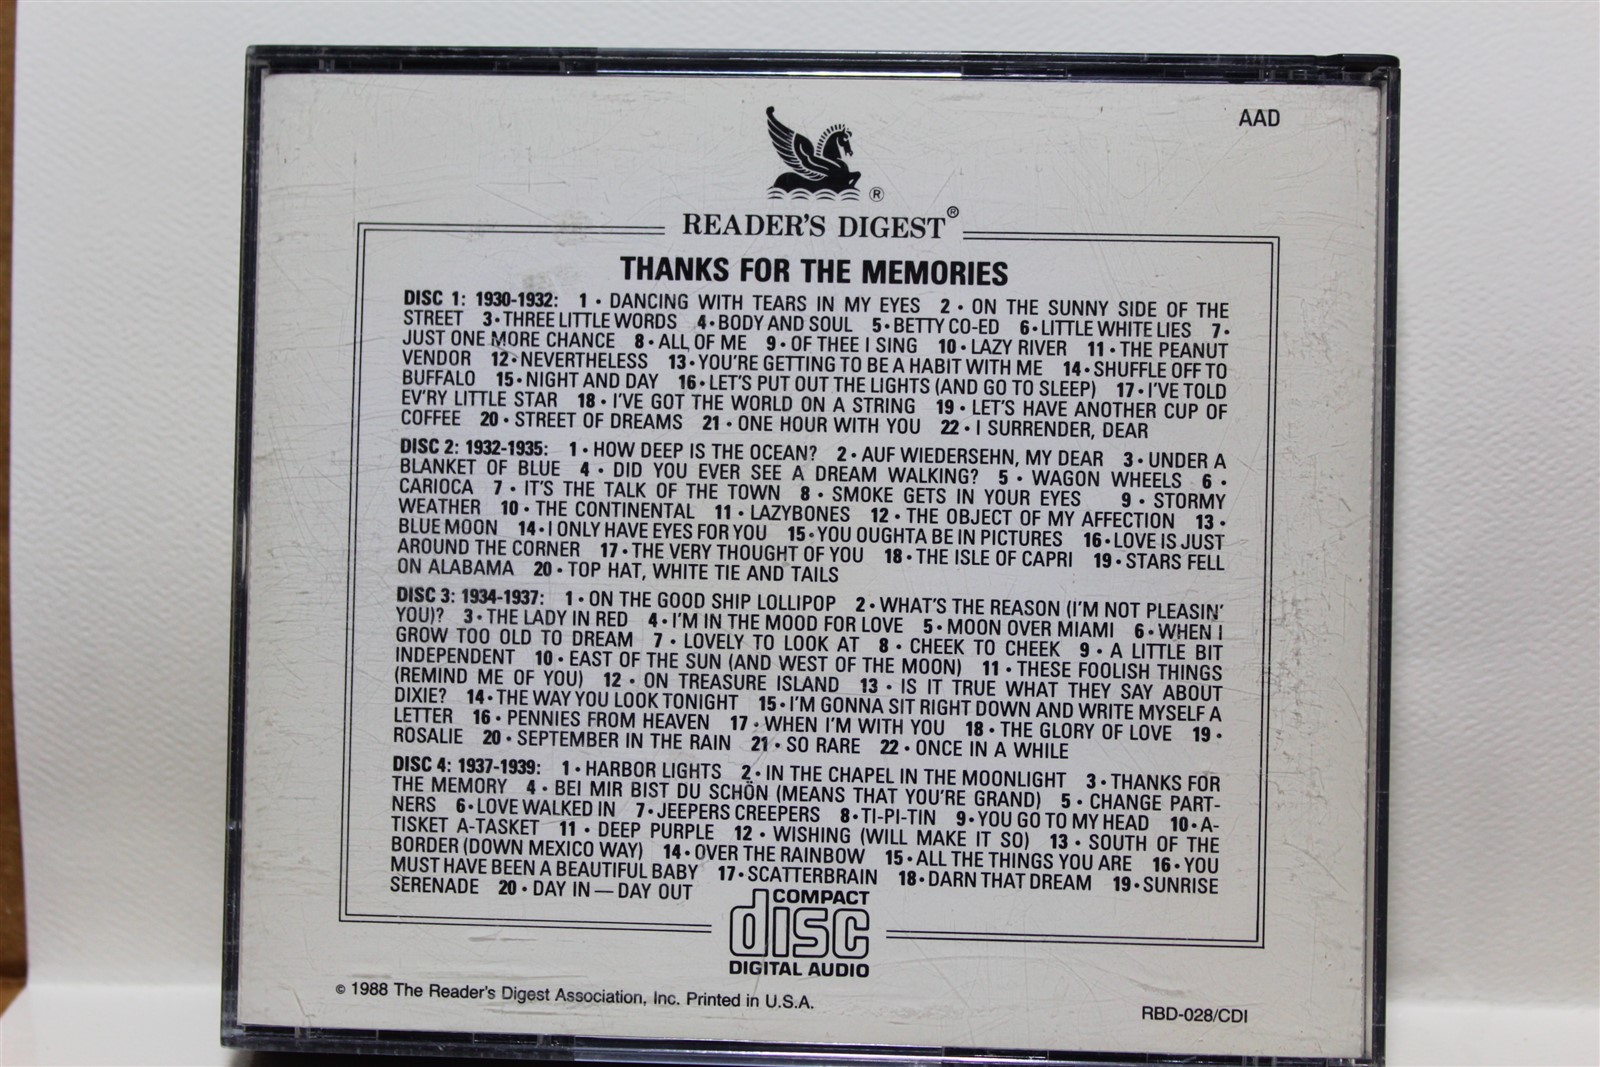 AAD
®
READER'S DIGEST®
THANKS FOR THE MEMORIES
DISC 1: 1930-1932: 1 • DANCING WITH TEARS IN MY EYES 2 • ON THE SUNNY SIDE OF THE
STREET 3 • THREE LITTLE WORDS 4 • BODY AND SOUL 5 • BETTY CO-ED 6 • LITTLE WHITE LIES 7 •
JUST ONE MORE CHANCE 8 • ALL OF ME 9 • OF THEE I SING 10 • LAZY RIVER 11 • THE PEANUT
VENDOR 12 • NEVERTHELESS 13 • YOU'RE GETTING TO BE A HABIT WITH ME 14 • SHUFFLE OFF TO
BUFFALO 15 • NIGHT AND DAY 16 • LET'S PUT OUT THE LIGHTS (AND GO TO SLEEP) 17 • I'VE TOLD
EV'RY LITTLE STAR 18 • I'VE GOT THE WORLD ON A STRING 19 • LET'S HAVE ANOTHER CUP OF
COFFEE 20 • STREET OF DREAMS 21 • ONE HOUR WITH YOU 22 • I SURRENDER, DEAR
DISC 2: 1932-1935: 1 • HOW DEEP IS THE OCEAN? 2 • AUF WIEDERSEHN, MY DEAR 3 • UNDER A
BLANKET OF BLUE 4 • DID YOU EVER SEE A DREAM WALKING? 5 • WAGON WHEELS 6 •
CARIOCA 7 • IT'S THE TALK OF THE TOWN 8 • SMOKE GETS IN YOUR EYES 9 • STORMY
WEATHER 10 • THE CONTINENTAL 11 • LAZYBONES 12 • THE OBJECT OF MY AFFECTION 13 •
BLUE MOON 14 • I ONLY HAVE EYES FOR YOU 15 • YOU OUGHTA BE IN PICTURES 16 • LOVE IS JUST
AROUND THE CORNER 17 • THE VERY THOUGHT OF YOU 18 • THE ISLE OF CAPRI 19 • STARS FELL
ON ALABAMA 20 • TOP HAT, WHITE TIE AND TAILS
DISC 3: 1934-1937: 1 • ON THE GOOD SHIP LOLLIPOP 2 • WHAT'S THE REASON (I'M NOT PLEASIN'
YOU)? 3 • THE LADY IN RED 4 • I'M IN THE MOOD FOR LOVE 5 • MOON OVER MIAMI 6 • WHEN I
GROW TOO OLD TO DREAM 7 • LOVELY TO LOOK AT 8 • CHEEK TO CHEEK 9 • A LITTLE BIT
INDEPENDENT 10 • EAST OF THE SUN (AND WEST OF THE MOON) 11 • THESE FOOLISH THINGS
(REMIND ME OF YOU) 12 • ON TREASURE ISLAND 13 • IS IT TRUE WHAT THEY SAY ABOUT
DIXIE? 14 • THE WAY YOU LOOK TONIGHT 15 • I'M GONNA SIT RIGHT DOWN AND WRITE MYSELF A
LETTER 16 • PENNIES FROM HEAVEN 17 • WHEN I'M WITH YOU 18 • THE GLORY OF LOVE 19 •
ROSALIE 20 • SEPTEMBER IN THE RAIN 21 • SO RARE 22 • ONCE IN A WHILE
DISC 4: 1937-1939: 1 • HARBOR LIGHTS 2 • IN THE CHAPEL IN THE MOONLIGHT 3 • THANKS FOR
THE MEMORY 4 • BEI MIR BIST DU SCHÖN (MEANS THAT YOU'RE GRAND) 5 • CHANGE PART-
NERS 6 • LOVE WALKED IN 7 • JEEPERS CREEPERS 8 • TI-PI-TIN 9 • YOU GO TO MY HEAD 10 • A-
TISKET A-TASKET 11 • DEEP PURPLE 12 • WISHING (WILL MAKE IT SO) 13 • SOUTH OF THE
BORDER (DOWN MEXICO WAY) 14 • OVER THE RAINBOW 15 • ALL THE THINGS YOU ARE 16 • YOU
MUST HAVE BEEN A BEAUTIFUL BABY 17 • SCATTERBRAIN 18 • DARN THAT DREAM 19 • SUNRISE
SERENADE 20 • DAY IN — DAY OUT
COMPACT
disc
DIGITAL AUDIO
© 1988 The Reader's Digest Association, Inc. Printed in U.S.A.
RBD-028/CDI